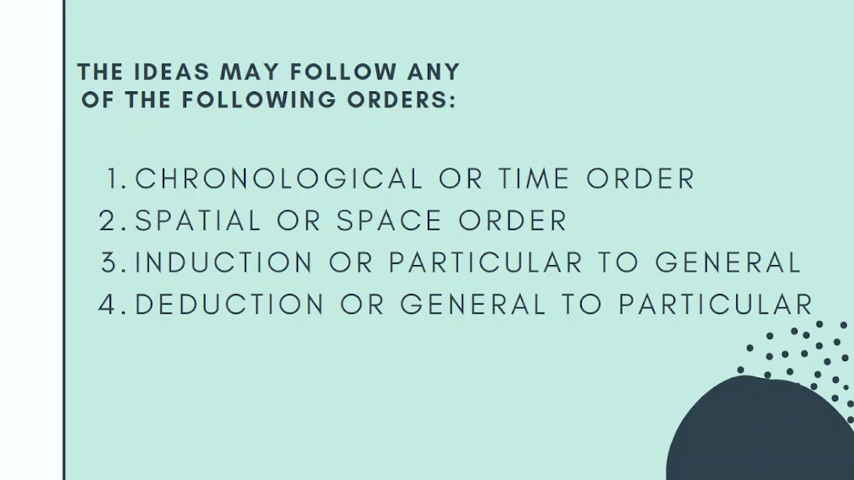 THE IDEAS MAY FOLLOW ANY
OF THE FOLLOWING ORDERS:
1. CHRONOLOGICAL OR TIME ORDER
2. SPATIAL OR SPACE ORDER
3. INDUCTION OR PARTICULAR TO GENERAL
4. DEDUCTION OR GENERAL TO PARTICULAR